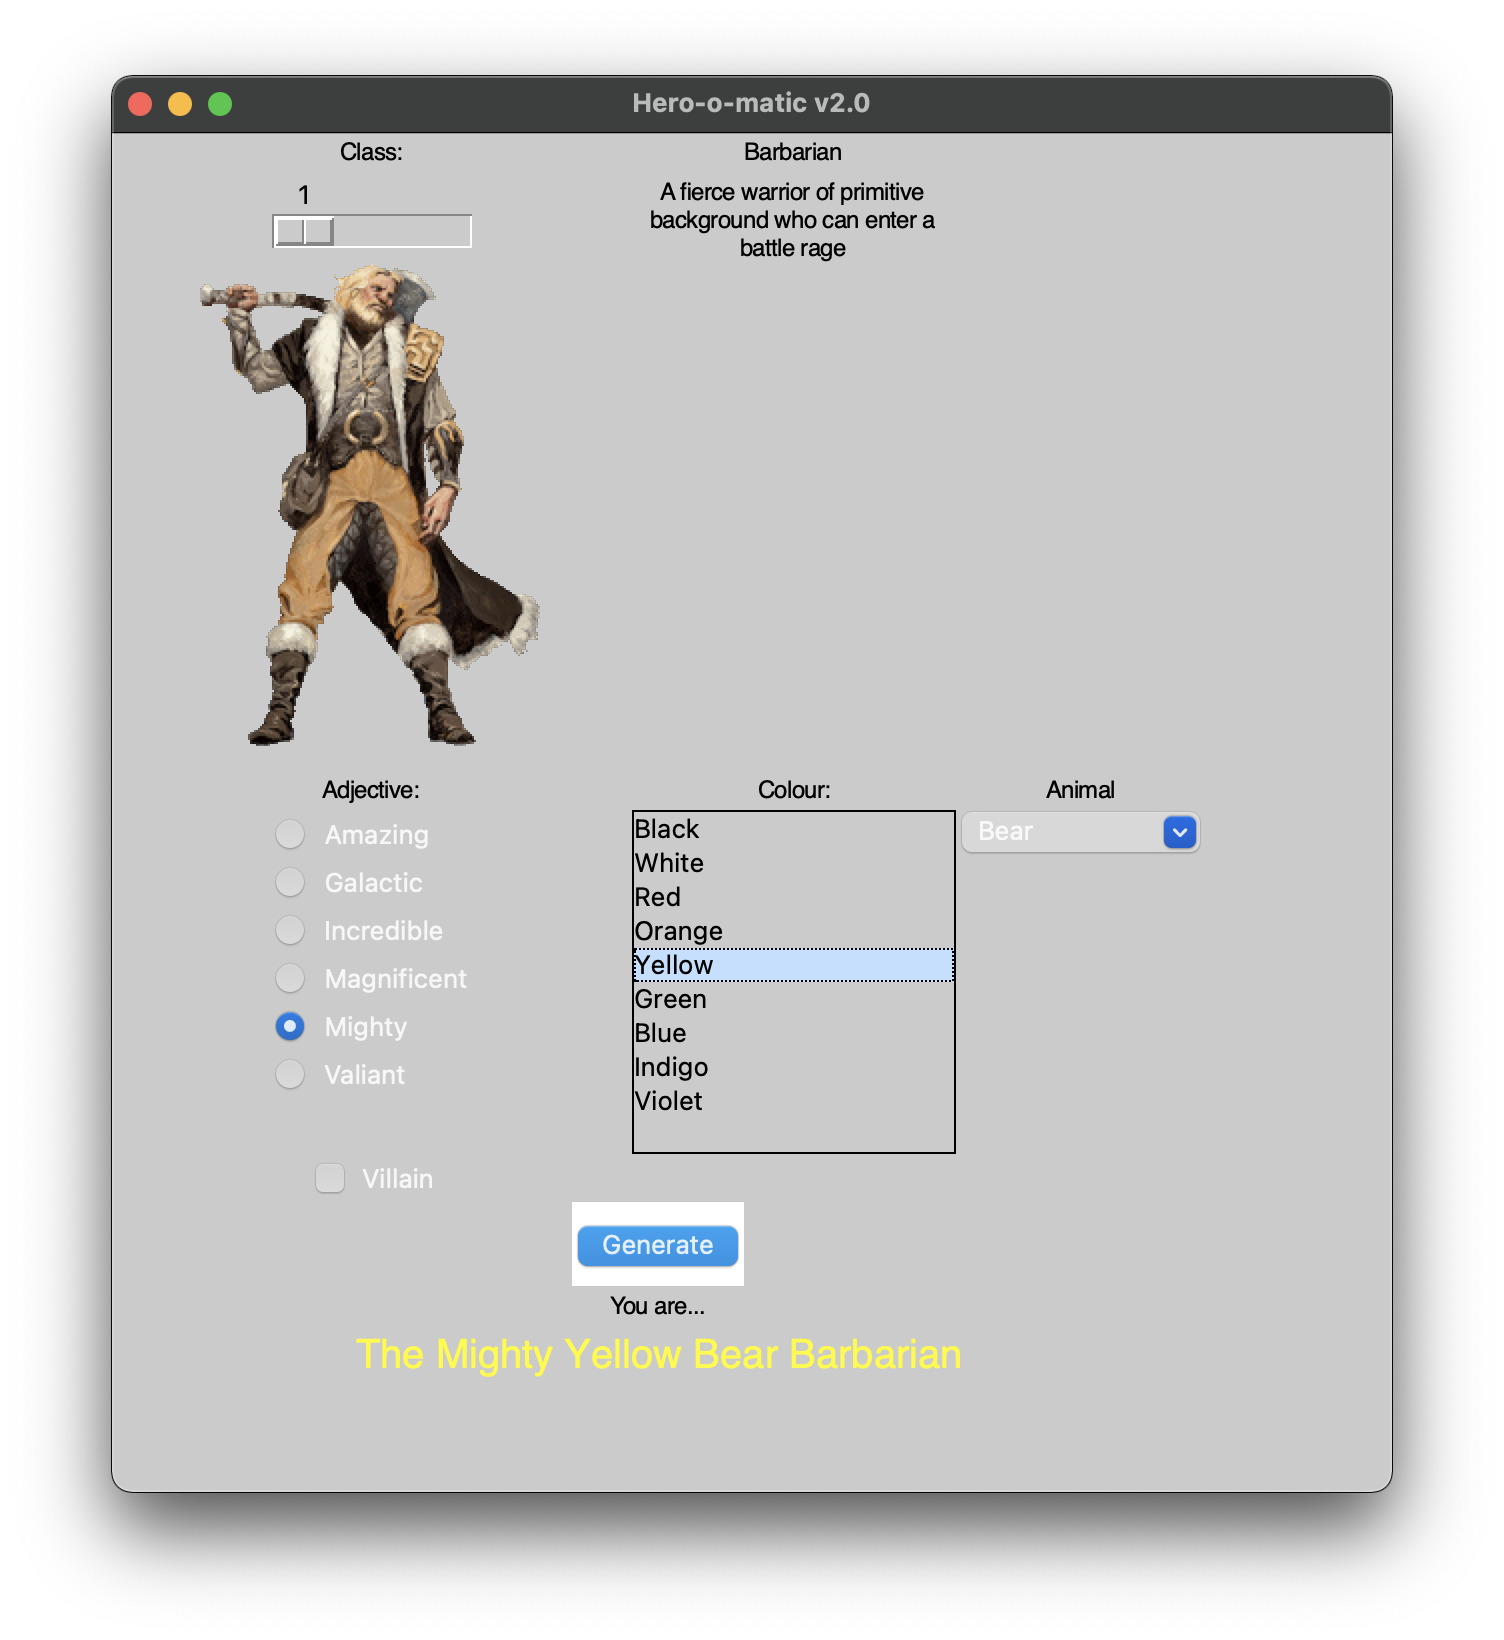 Hero-o-matic v2.0
Class:
Barbarian
1
A fierce warrior of primitive
background who can enter a
battle rage
Adjective:
Colour:
Animal
Amazing
Galactic
Incredible
Magnificent
Mighty
Valiant
Black
White
Red
Orange
Yellow
Green
Blue
Indigo
Violet
Bear
Villain
Generate
You are...
The Mighty Yellow Bear Barbarian